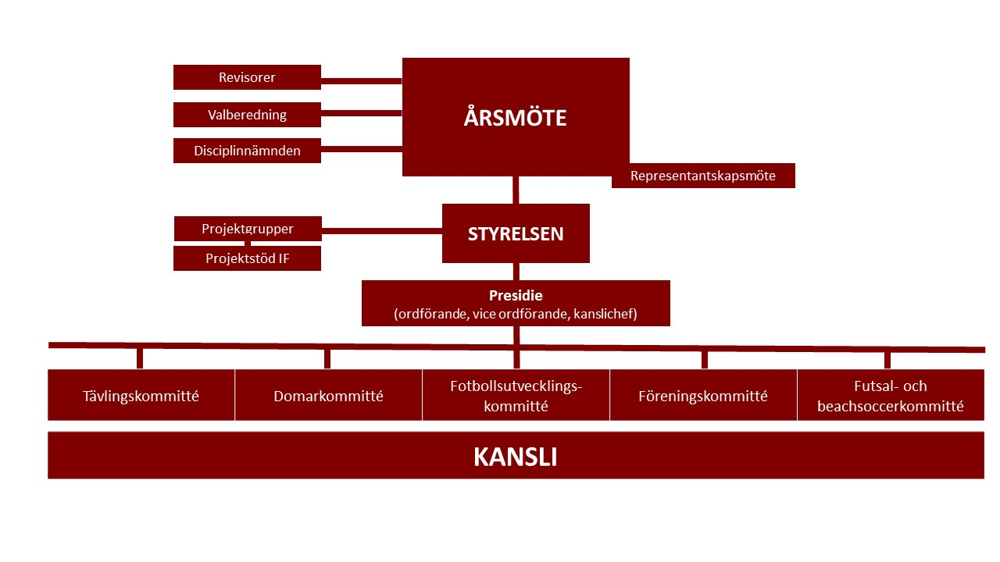 Revisorer
Valberedning
Disciplinnämnden
ÅRSMÖTE
Representantskapsmöte
Projektgrupper
Projektstöd IF
STYRELSEN
Presidie
(ordförande, vice ordförande, kanslichef)
Tävlingskommitté
Domarkommitté
Fotbollsutvecklings-
kommitté
Föreningskommitté
Futsal- och
beachsoccerkommitté
KANSLI